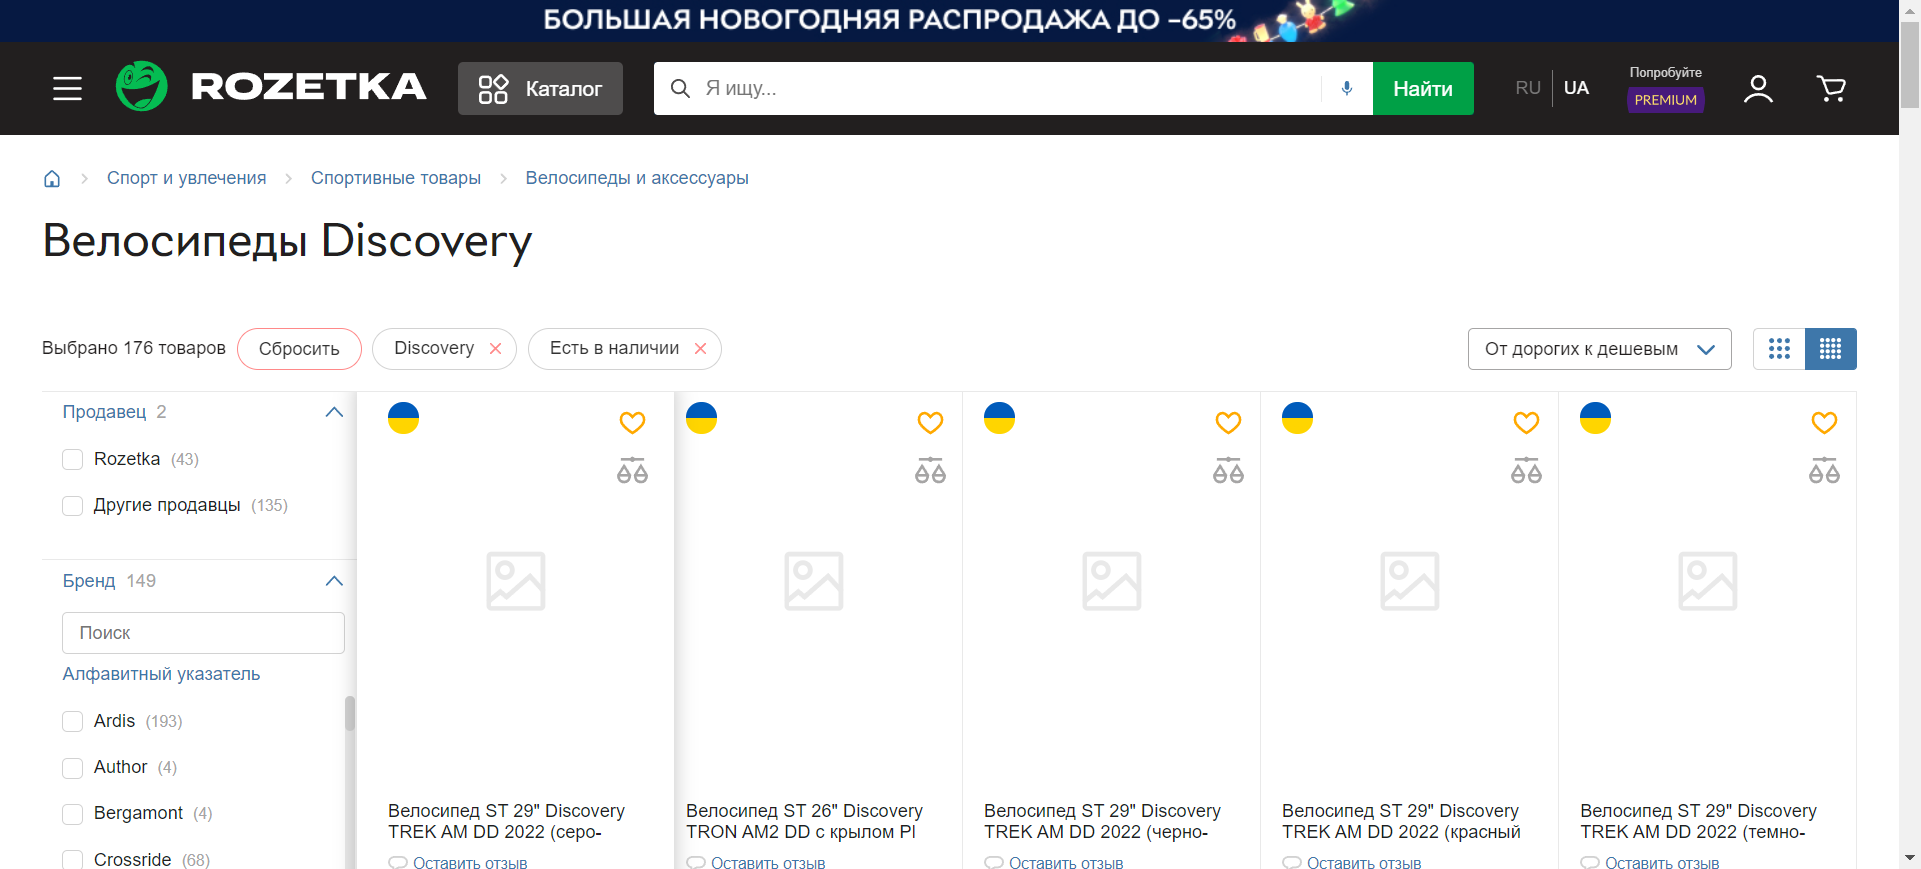 БОЛЬШАЯ НОВОГОДНЯЯ РАСПРОДАЖА ДО −65%
ROZETKA
Каталог
Я ищу...
Найти
RU
UA
Попробуйте
PREMIUM
Спорт и увлечения
Спортивные товары
Велосипеды и аксессуары
Велосипеды Discovery
Выбрано 176 товаров
Сбросить
Discovery
Есть в наличии
От дорогих к дешевым
Продавец 2
Rozetka (43)
Другие продавцы (135)
Бренд 149
Поиск
Алфавитный указатель
Ardis (193)
Author (4)
Bergamont (4)
Crossride (68)
Велосипед ST 29" Discovery
TREK AM DD 2022 (серо-
Оставить отзыв
Велосипед ST 26" Discovery
TRON AM2 DD с крылом Pl
Оставить отзыв
Велосипед ST 29" Discovery
TREK AM DD 2022 (черно-
Оставить отзыв
Велосипед ST 29" Discovery
TREK AM DD 2022 (красный
Оставить отзыв
Велосипед ST 29" Discovery
TREK AM DD 2022 (темно-
Оставить отзыв